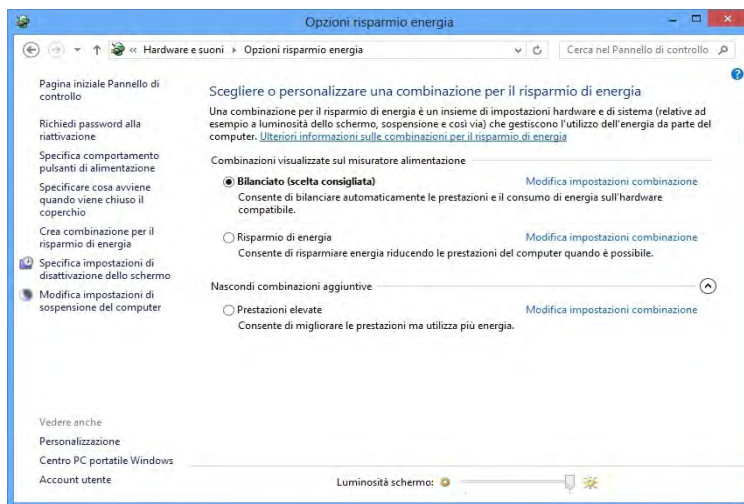 Opzioni risparmio energia
« Hardware e suoni ▸ Opzioni risparmio energia
Cerca nel Pannello di controllo
Pagina iniziale Pannello di
controllo
Richiedi password alla
riattivazione
Specifica comportamento
pulsanti di alimentazione
Specificare cosa avviene
quando viene chiuso il
coperchio
Crea combinazione per il
risparmio di energia
Specifica impostazioni di
disattivazione dello schermo
Modifica impostazioni di
sospensione del computer
Vedere anche
Personalizzazione
Centro PC portatile Windows
Account utente
Scegliere o personalizzare una combinazione per il risparmio di energia
Una combinazione per il risparmio di energia è un insieme di impostazioni hardware e di sistema (relative ad
esempio a luminosità dello schermo, sospensione e così via) che gestiscono l'utilizzo dell'energia da parte del
computer. Ulteriori informazioni sulle combinazioni per il risparmio di energia
Combinazioni visualizzate sul misuratore alimentazione
Bilanciato (scelta consigliata) Modifica impostazioni combinazione
Consente di bilanciare automaticamente le prestazioni e il consumo di energia sull'hardware
compatibile.
Risparmio di energia Modifica impostazioni combinazione
Consente di risparmiare energia riducendo le prestazioni del computer quando è possibile.
Nascondi combinazioni aggiuntive
Prestazioni elevate Modifica impostazioni combinazione
Consente di migliorare le prestazioni ma utilizza più energia.
Luminosità schermo: